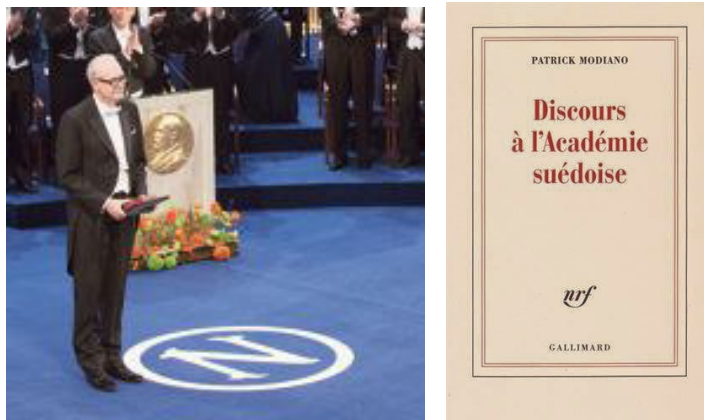 N
PATRICK MODIANO
Discours
à l'Académie
suédoise
nrf
GALLIMARD